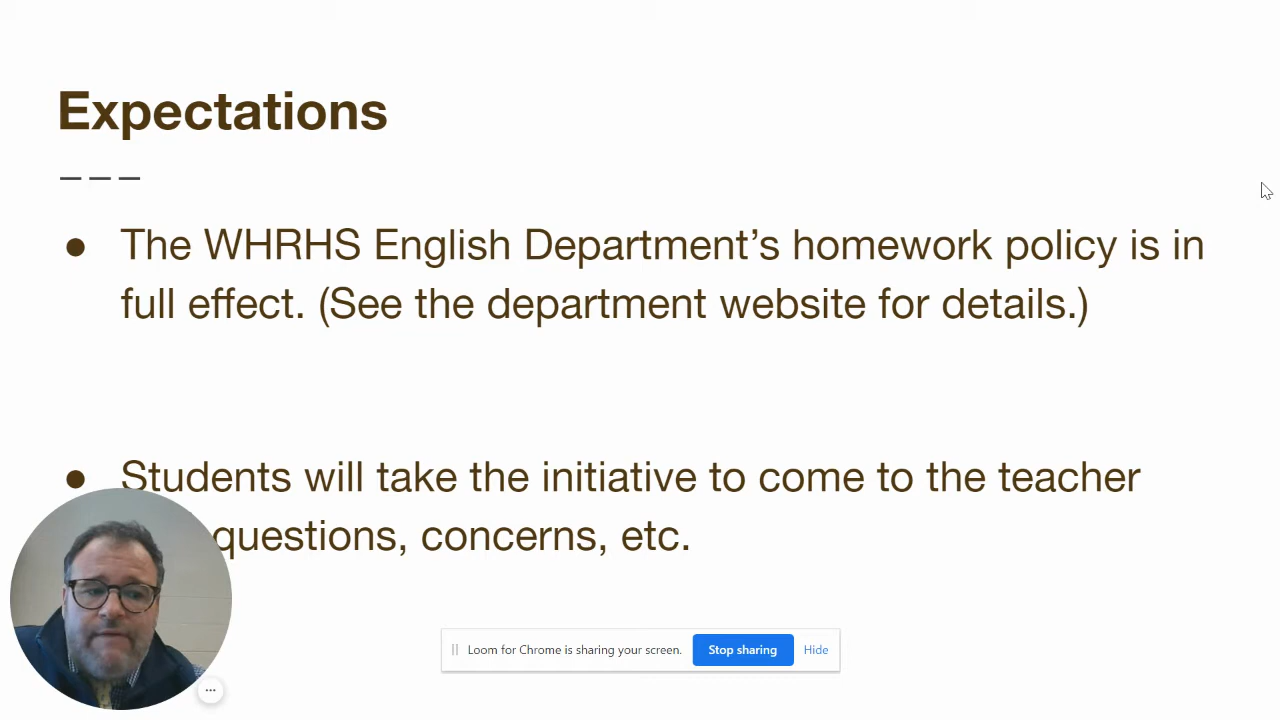 Expectations
● The WHRHS English Department’s homework policy is in
full effect. (See the department website for details.)
● Students will take the initiative to come to the teacher
questions, concerns, etc.
Loom for Chrome is sharing your screen. Stop sharing Hide